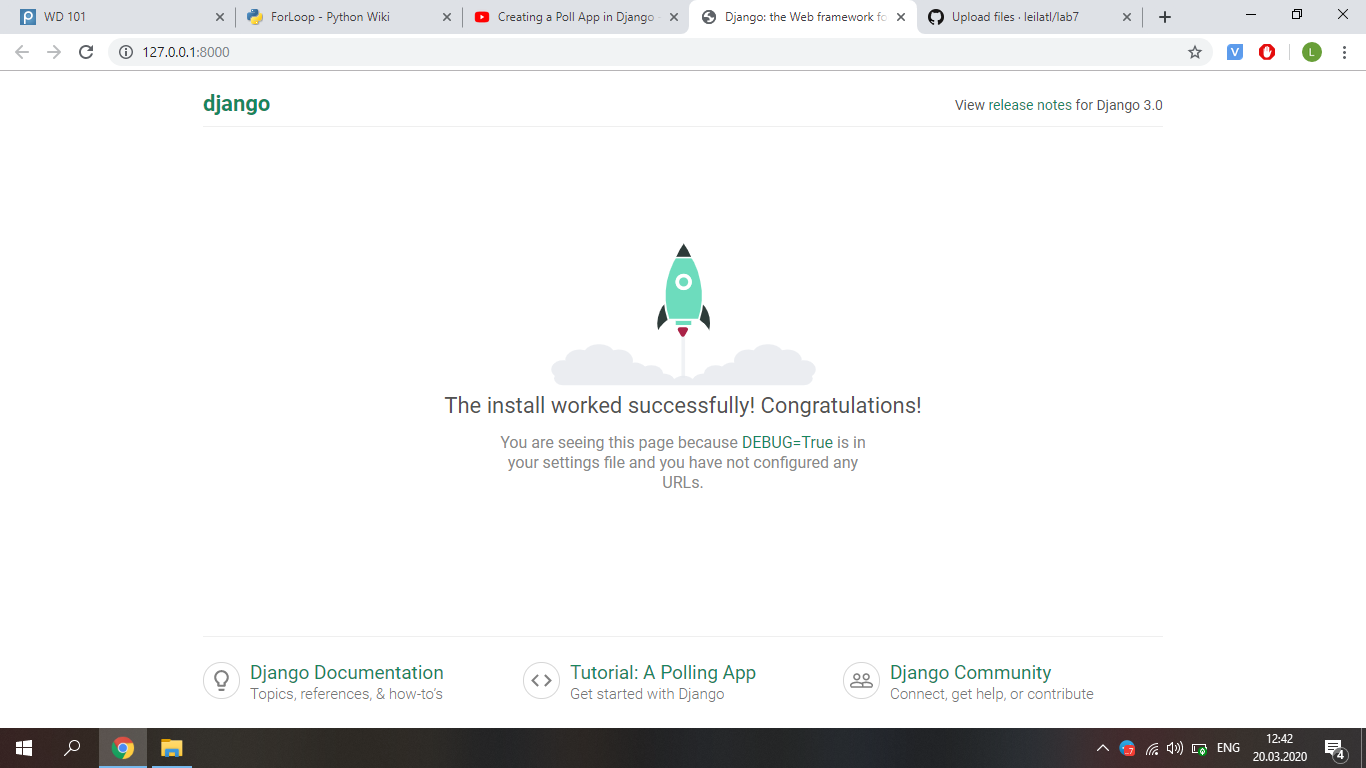 WD 101
ForLoop - Python Wiki
Creating a Poll App in Django
Django: the Web framework fo
Upload files · leilatl/lab7
127.0.0.1:8000
V
L
django
View release notes for Django 3.0
The install worked successfully! Congratulations!
You are seeing this page because DEBUG=True is in
your settings file and you have not configured any
URLs.
Django Documentation
Topics, references, & how-to's
Tutorial: A Polling App
Get started with Django
Django Community
Connect, get help, or contribute
ENG
12:42
20.03.2020
4